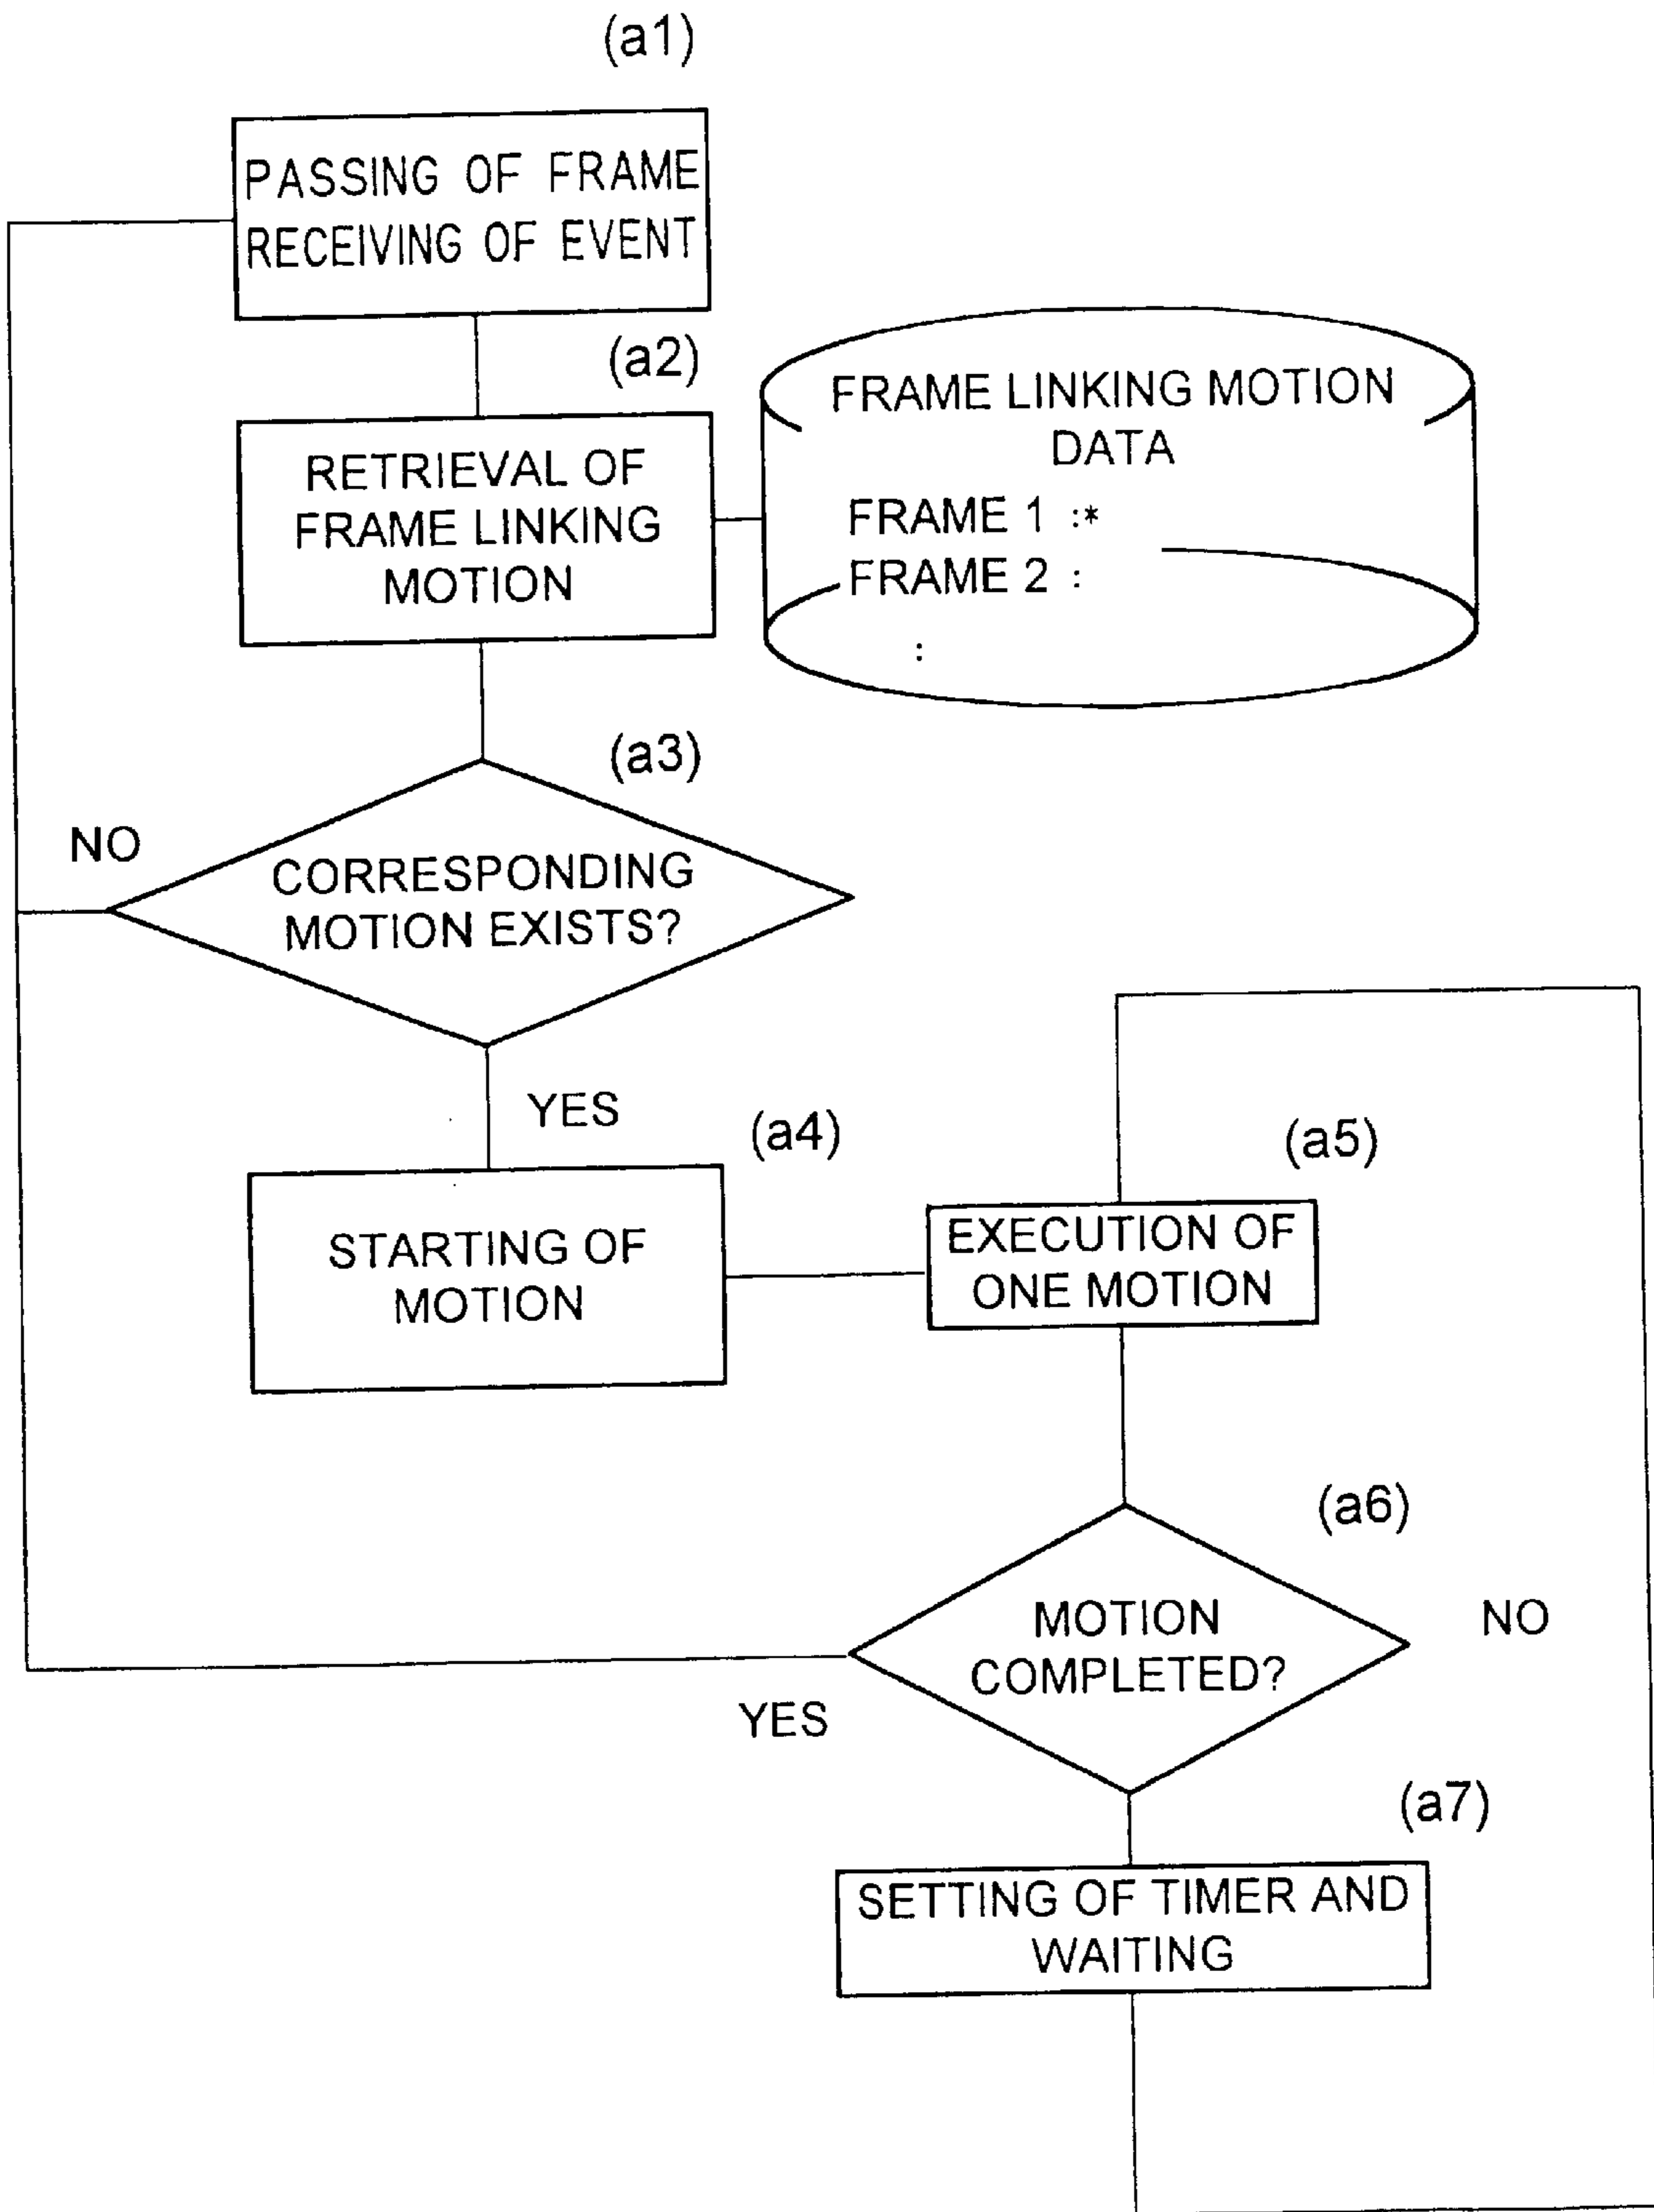 (a1)
PASSING OF FRAME
RECEIVING OF EVENT
(a2)
RETRIEVAL OF
FRAME LINKING
MOTION
FRAME LINKING MOTION
DATA
FRAME 1 :*
FRAME 2 :
:
(a3)
NO
CORRESPONDING
MOTION EXISTS?
YES
(a4)
STARTING OF
MOTION
(a5)
EXECUTION OF
ONE MOTION
(a6)
MOTION
COMPLETED?
NO
YES
(a7)
SETTING OF TIMER AND
WAITING